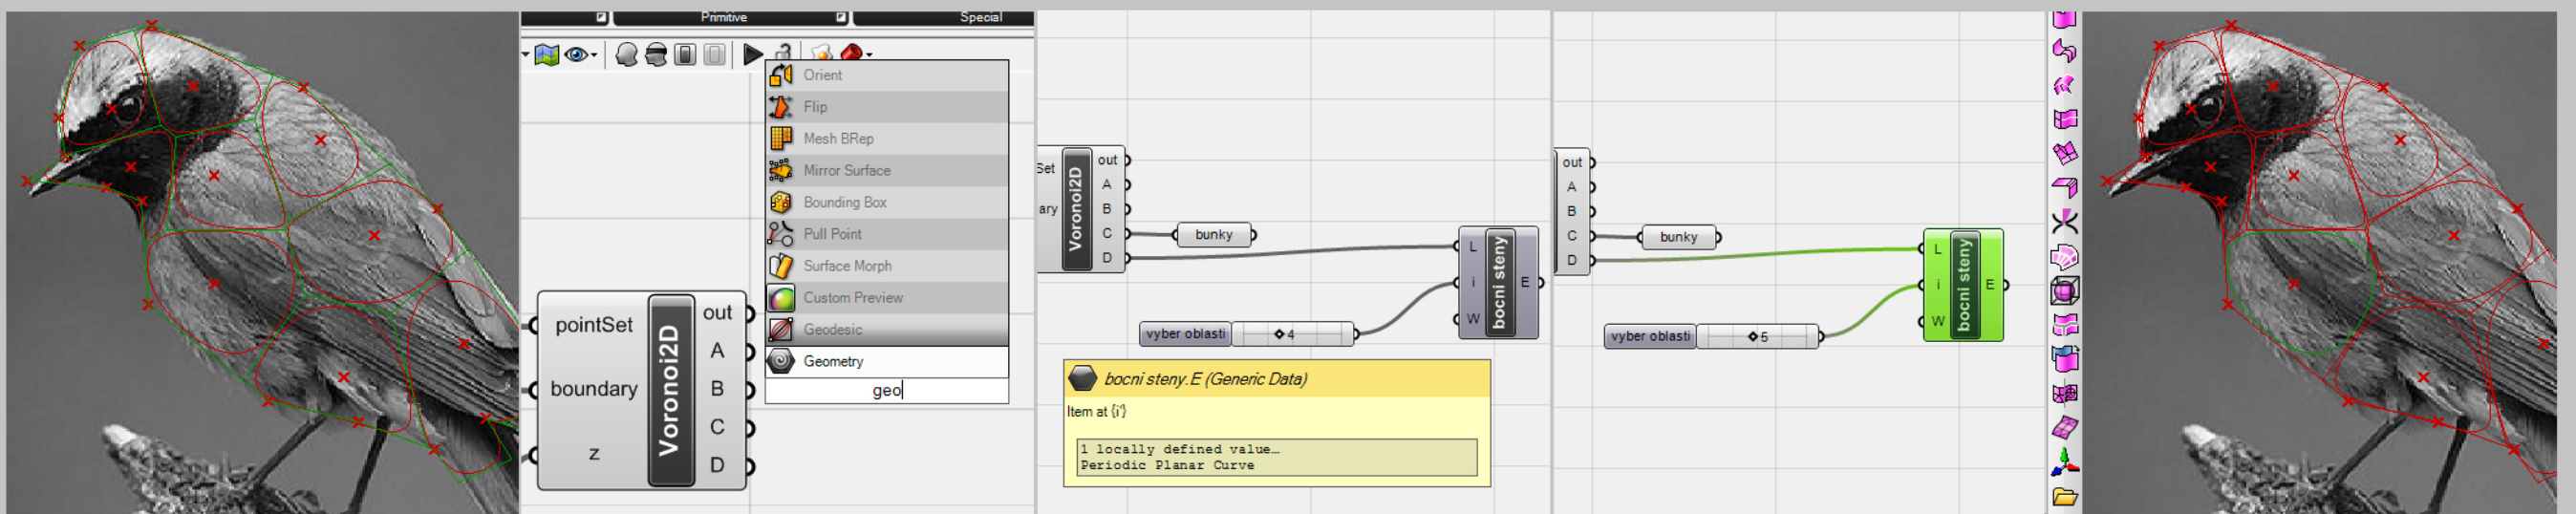 Primitive
Special
Orient
Flip
Mesh BRep
Mirror Surface
Bounding Box
Pull Point
Surface Morph
Custom Preview
Geodesic
Geometry
geo
pointSet
boundary
z
Voronoi2D
out
A
B
C
D
Set
ary
Voronoi2D
out
A
B
C
D
bunky
vyber oblasti
4
L
i
W
bocni steny
E
bocni steny.E (Generic Data)
Item at {i'}
1 locally defined value…
Periodic Planar Curve
out
A
B
C
D
bunky
vyber oblasti
5
L
i
W
bocni steny
E